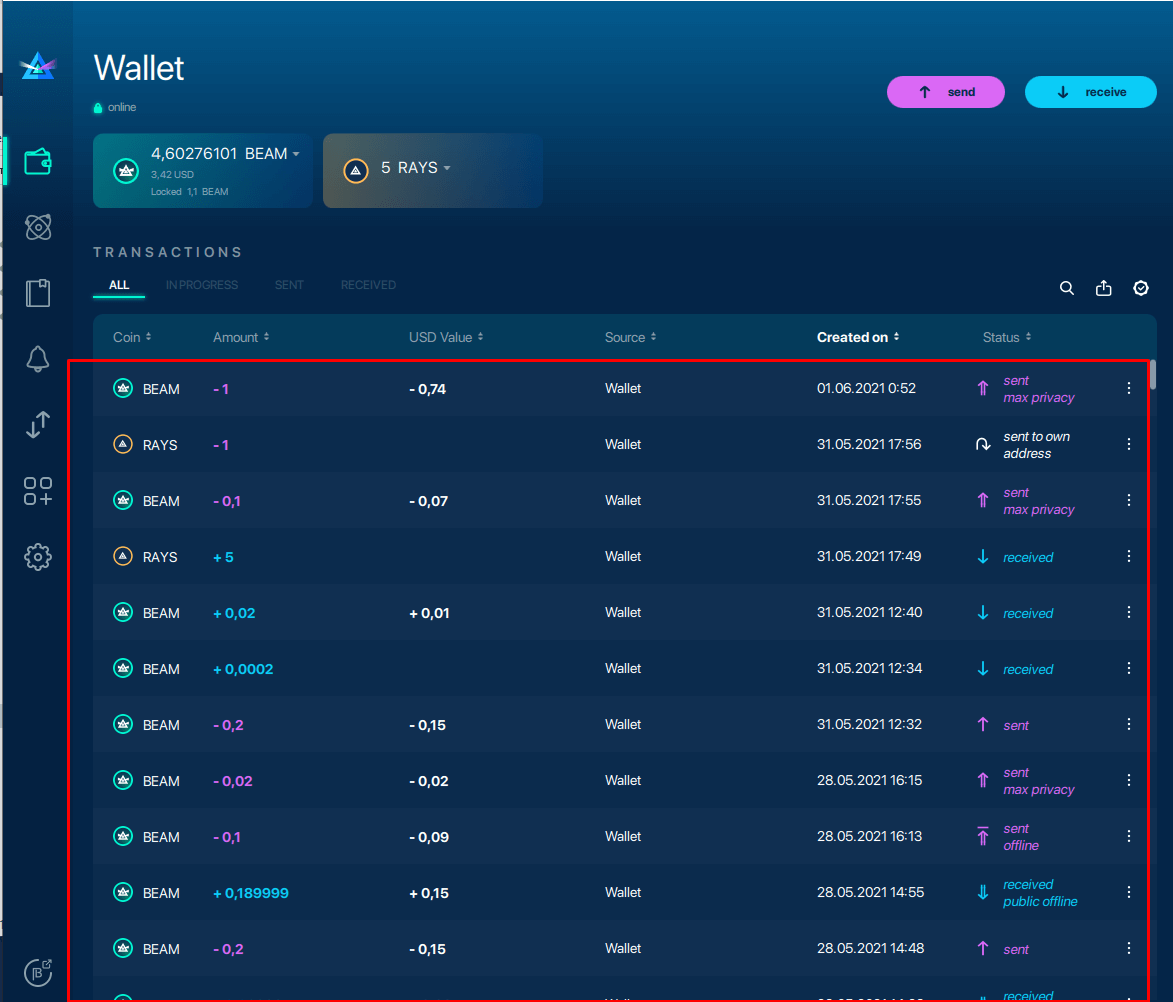 Wallet
online
send
receive
4,60276101 BEAM
3,42 USD
Locked 1,1 BEAM
5 RAYS
TRANSACTIONS
ALL IN PROGRESS SENT RECEIVED
Coin Amount USD Value Source Created on Status
BEAM - 1 - 0,74 Wallet 01.06.2021 0:52 sent
max privacy
RAYS - 1 Wallet 31.05.2021 17:56 sent to own
address
BEAM - 0,1 - 0,07 Wallet 31.05.2021 17:55 sent
max privacy
RAYS + 5 Wallet 31.05.2021 17:49 received
BEAM + 0,02 + 0,01 Wallet 31.05.2021 12:40 received
BEAM + 0,0002 Wallet 31.05.2021 12:34 received
BEAM - 0,2 - 0,15 Wallet 31.05.2021 12:32 sent
BEAM - 0,02 - 0,02 Wallet 28.05.2021 16:15 sent
max privacy
BEAM - 0,1 - 0,09 Wallet 28.05.2021 16:13 sent
offline
BEAM + 0,189999 + 0,15 Wallet 28.05.2021 14:55 received
public offline
BEAM - 0,2 - 0,15 Wallet 28.05.2021 14:48 sent
received